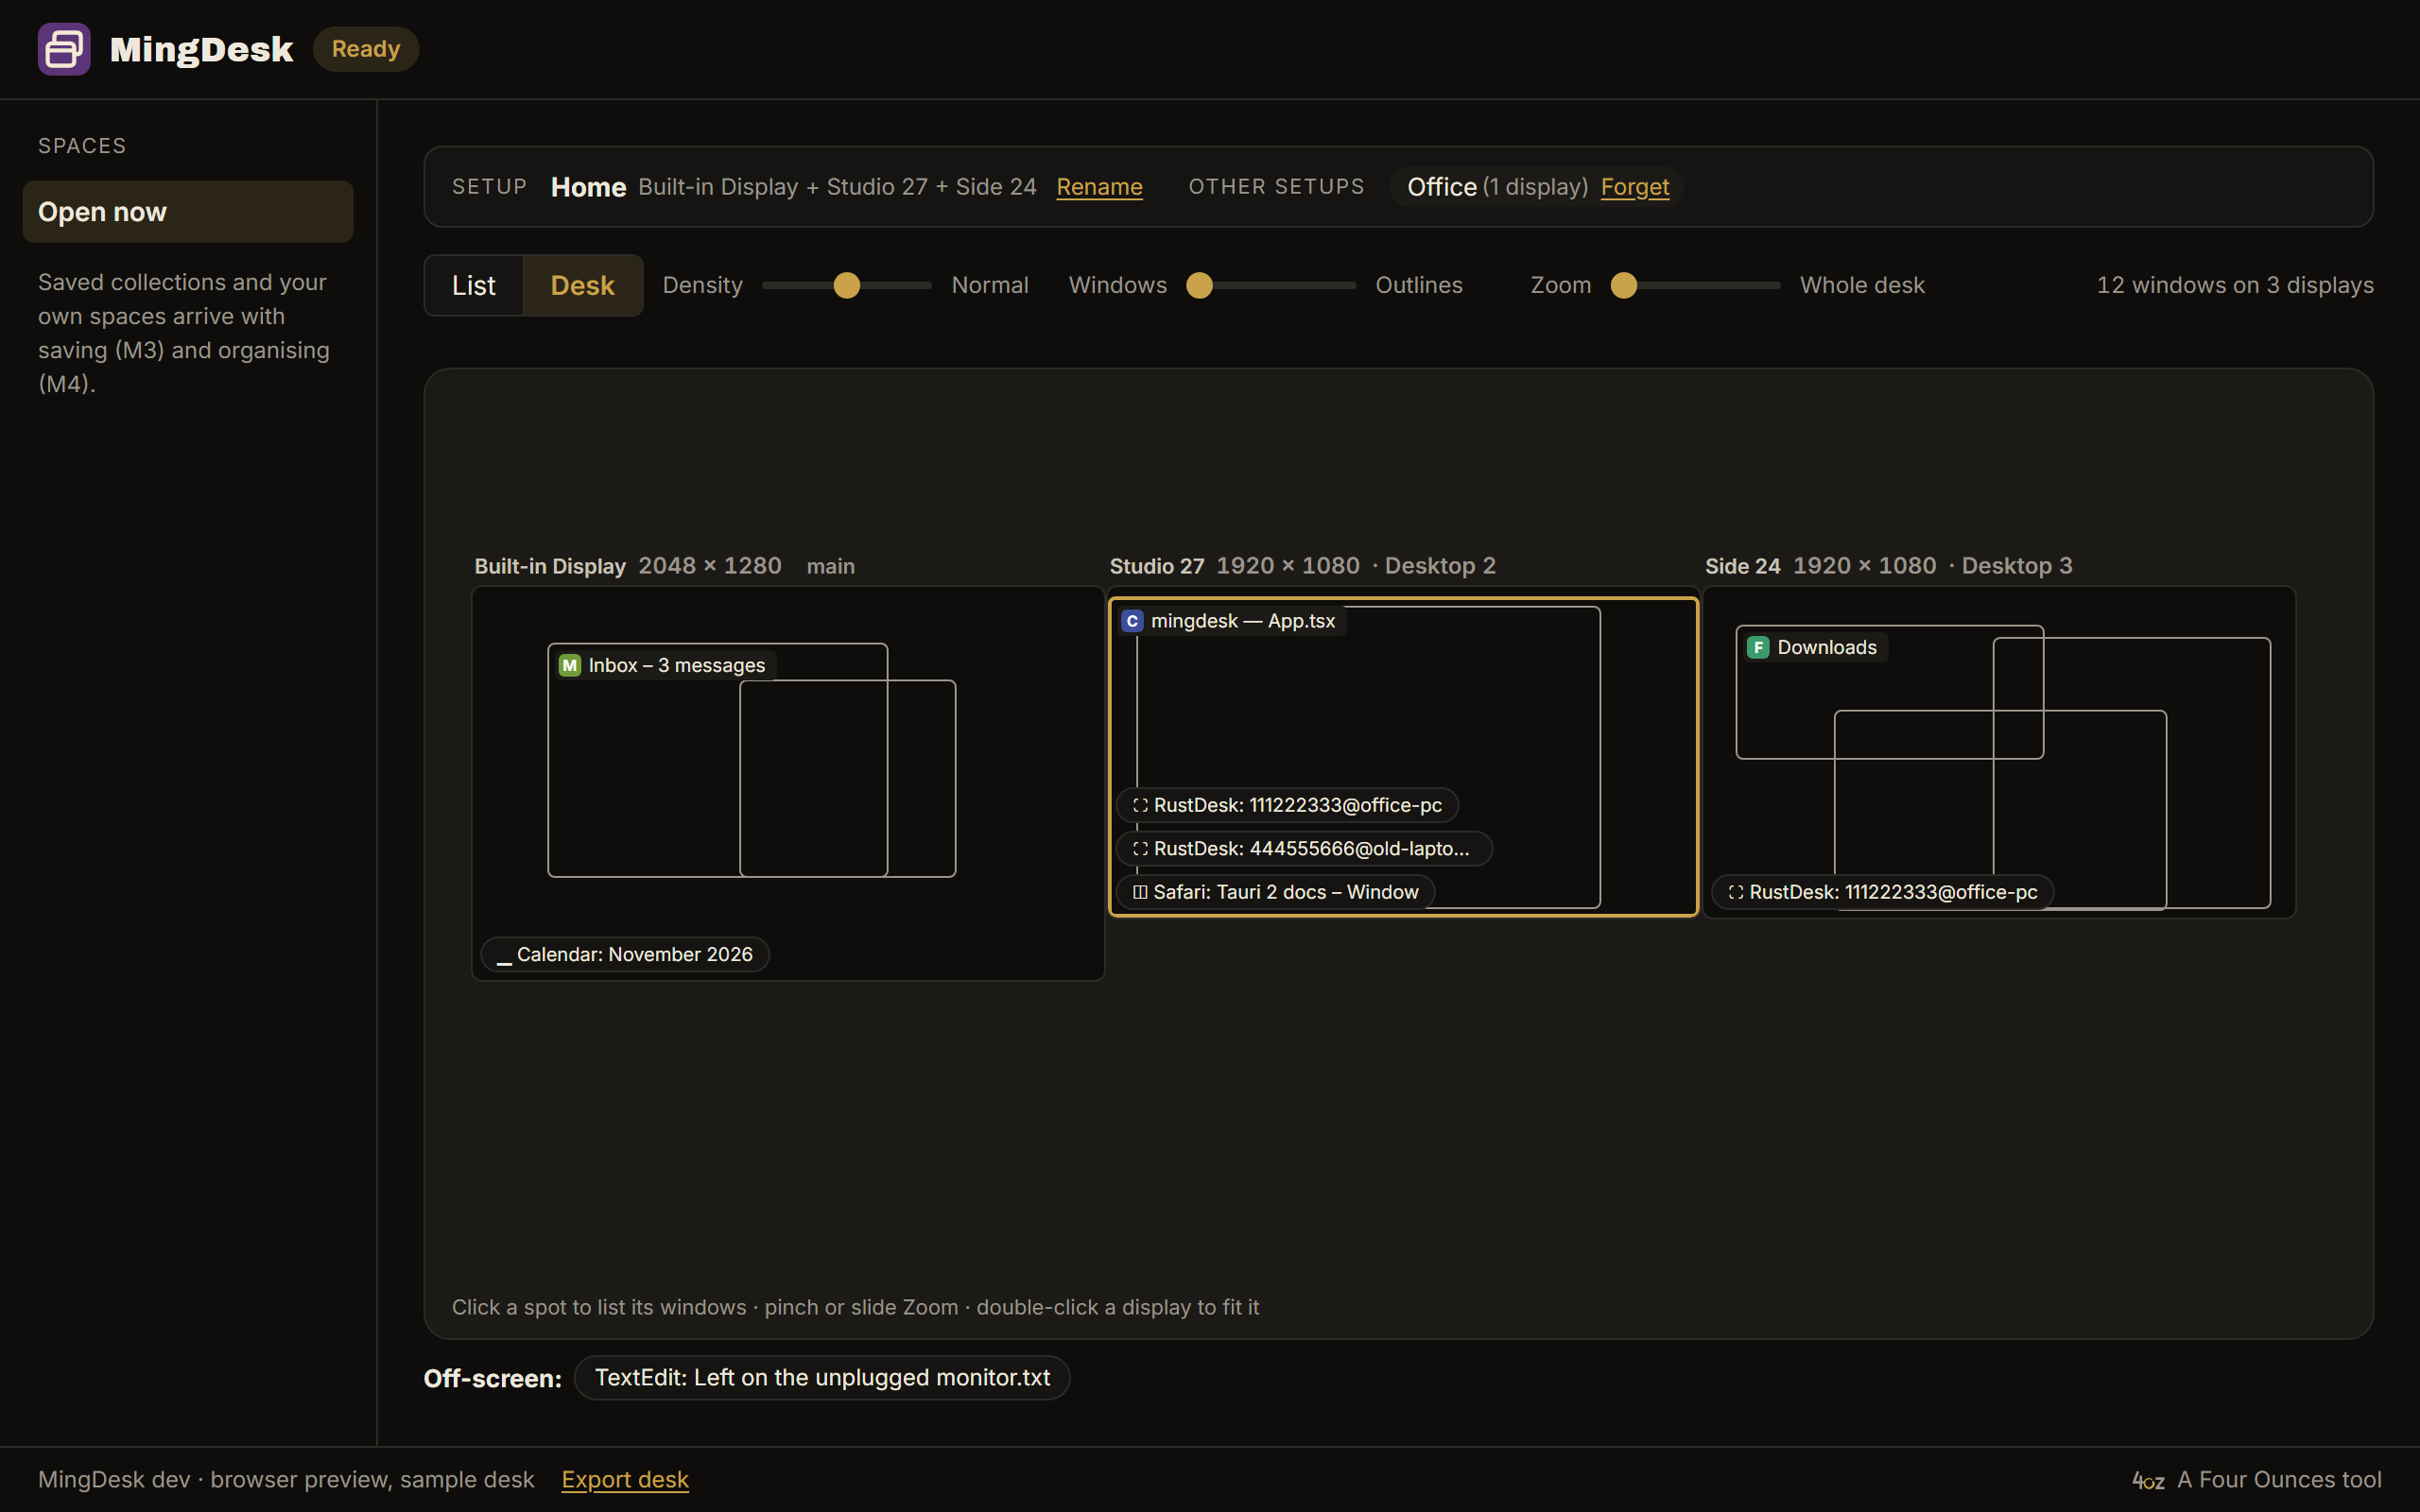 MingDesk Ready
SPACES
Open now
Saved collections and your
own spaces arrive with
saving (M3) and organising
(M4).
SETUP Home Built-in Display + Studio 27 + Side 24 Rename OTHER SETUPS Office (1 display) Forget
List Desk Density Normal Windows Outlines Zoom Whole desk 12 windows on 3 displays
Built-in Display 2048 × 1280 main
M Inbox – 3 messages
Calendar: November 2026
Studio 27 1920 × 1080 · Desktop 2
C mingdesk — App.tsx
RustDesk: 111222333@office-pc
RustDesk: 444555666@old-lapto...
Safari: Tauri 2 docs – Window
Side 24 1920 × 1080 · Desktop 3
F Downloads
RustDesk: 111222333@office-pc
Click a spot to list its windows · pinch or slide Zoom · double-click a display to fit it
Off-screen: TextEdit: Left on the unplugged monitor.txt
MingDesk dev · browser preview, sample desk Export desk
4oz A Four Ounces tool